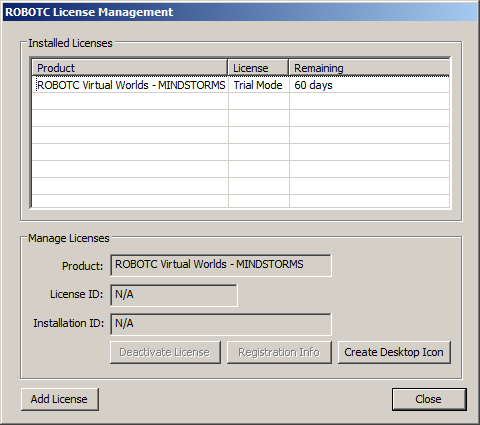 ROBOTC License Management
Installed Licenses
Product License Remaining
ROBOTC Virtual Worlds - MINDSTORMS Trial Mode 60 days
Manage Licenses
Product: ROBOTC Virtual Worlds - MINDSTORMS
License ID: N/A
Installation ID: N/A
Deactivate License Registration Info Create Desktop Icon
Add License Close